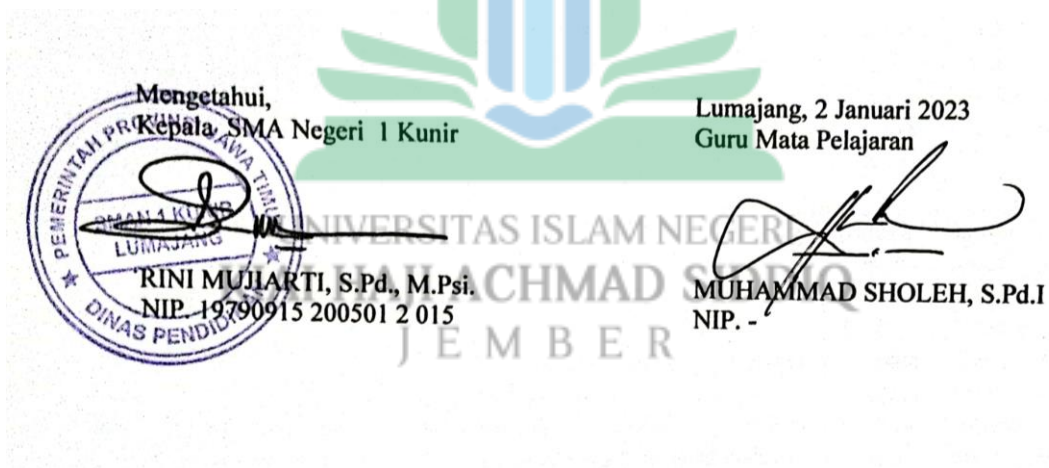 Mengetahui,
Kepala SMA Negeri 1 Kunir
PEMERINTAH PROVINSI JAWA TIMUR
SMAN 1 KUNIR
LUMAJANG
DINAS PENDIDIKAN
RINI MUJIARTI, S.Pd., M.Psi.
NIP. 19790915 200501 2 015
Lumajang, 2 Januari 2023
Guru Mata Pelajaran
MUHAMMAD SHOLEH, S.Pd.I
NIP. -
UNIVERSITAS ISLAM NEGERI
KIAI HAJI ACHMAD SIDDIQ
JEMBER